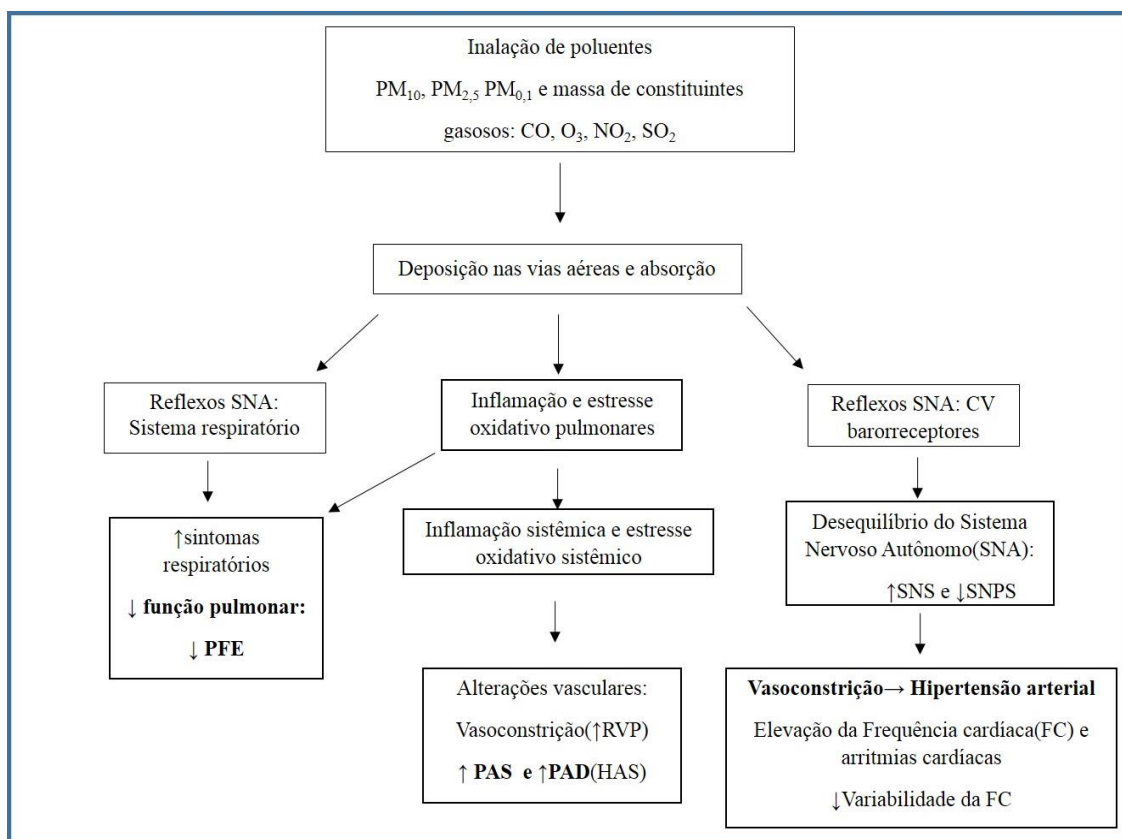 Inalação de poluentes
PM₁₀, PM₂,₅ PM₀,₁ e massa de constituintes
gasosos: CO, O₃, NO₂, SO₂
Deposição nas vias aéreas e absorção
Reflexos SNA:
Sistema respiratório
Inflamação e estresse
oxidativo pulmonares
Reflexos SNA: CV
barorreceptores
↑sintomas
respiratórios
↓ função pulmonar:
↓ PFE
Inflamação sistêmica e estresse
oxidativo sistêmico
Desequilíbrio do Sistema
Nervoso Autônomo(SNA):
↑SNS e ↓SNPS
Alterações vasculares:
Vasoconstrição(↑RVP)
↑ PAS e ↑PAD(HAS)
Vasoconstrição→ Hipertensão arterial
Elevação da Frequência cardíaca(FC) e
arritmias cardíacas
↓Variabilidade da FC